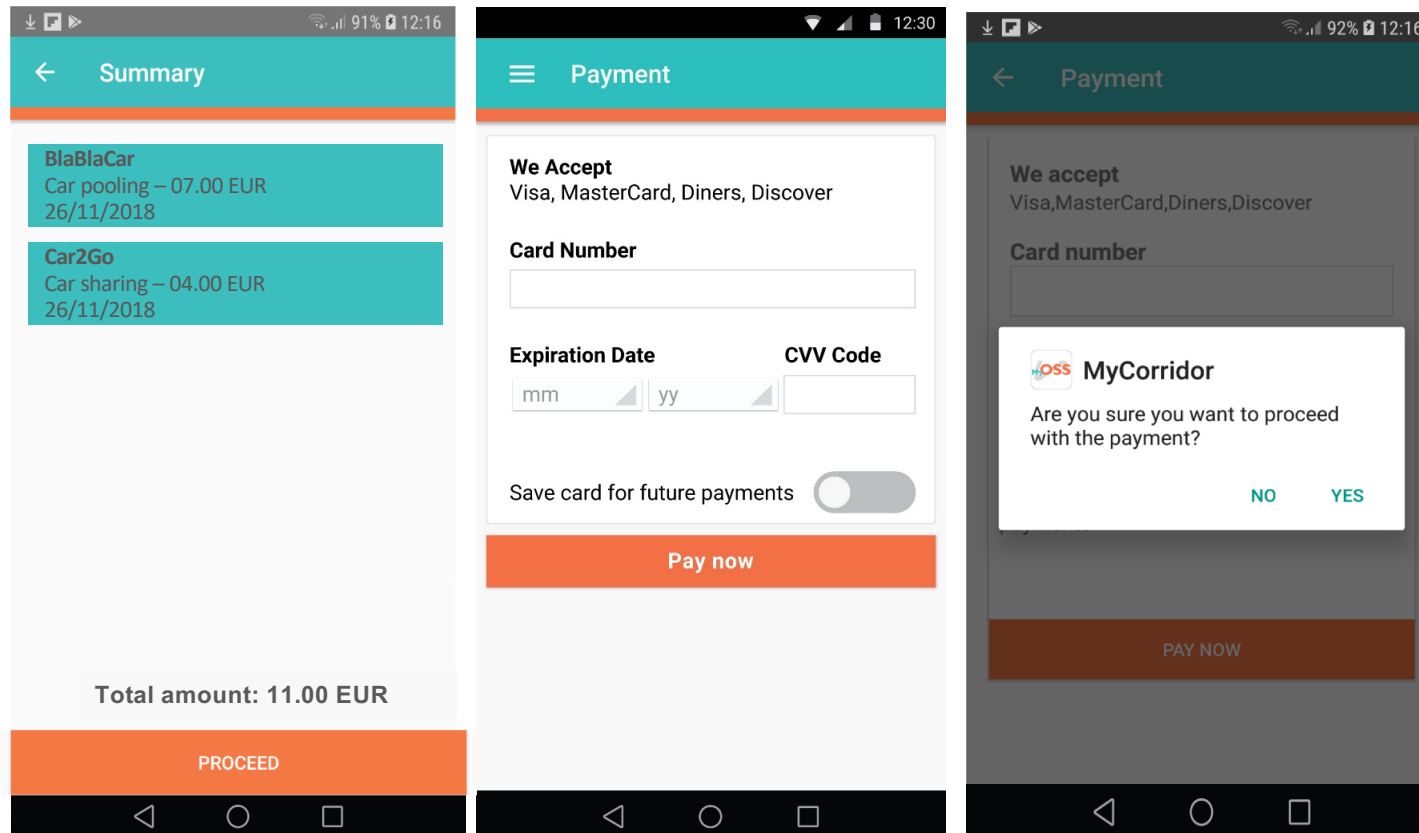 91% 12:16
Summary
BlaBlaCar
Car pooling – 07.00 EUR
26/11/2018
Car2Go
Car sharing – 04.00 EUR
26/11/2018
Total amount: 11.00 EUR
PROCEED
12:30
Payment
We Accept
Visa, MasterCard, Diners, Discover
Card Number
Expiration Date CVV Code
mm yy
Save card for future payments
Pay now
92% 12:16
Payment
We accept
Visa,MasterCard,Diners,Discover
Card number
myOSS MyCorridor
Are you sure you want to proceed
with the payment?
NO YES
PAY NOW